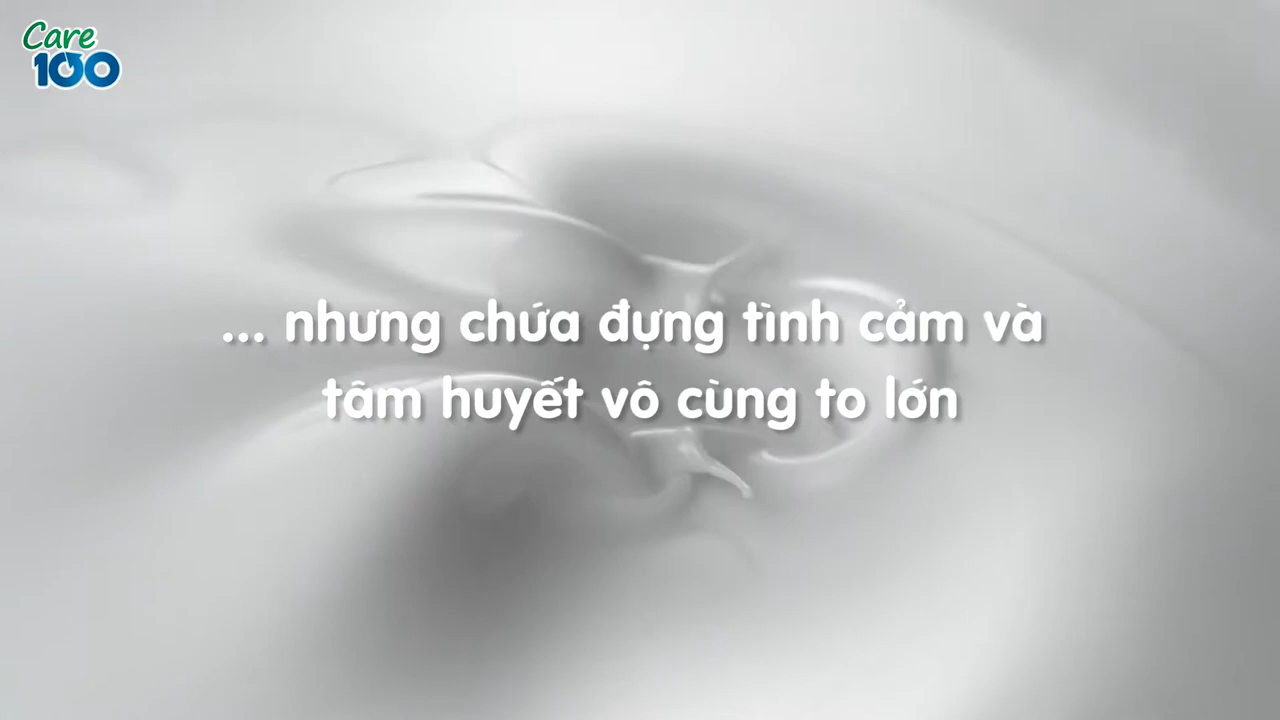 Care
100
... nhưng chứa đựng tình cảm và
tâm huyết vô cùng to lớn